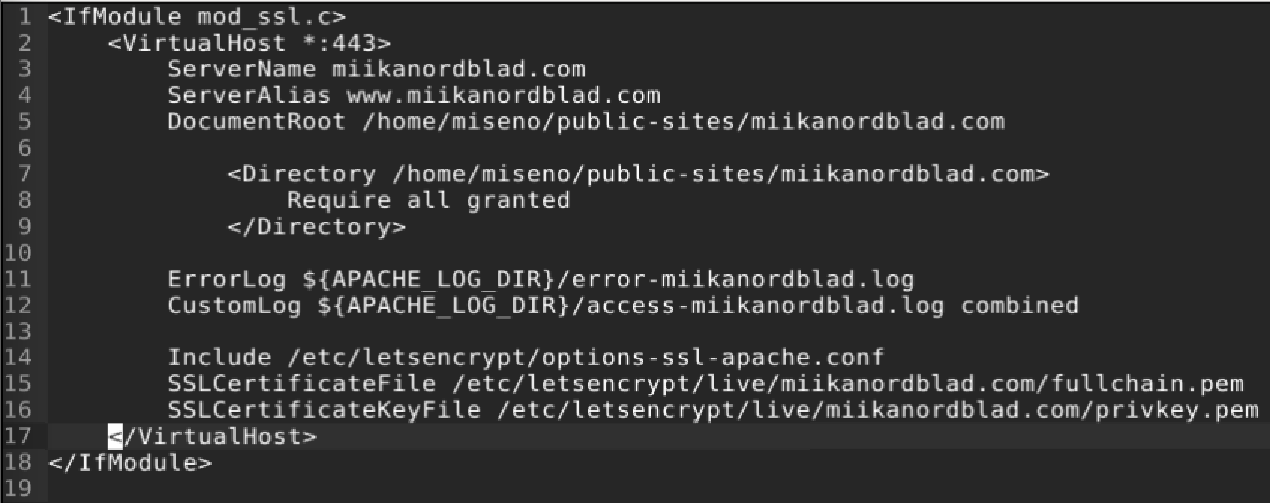 1 <IfModule mod_ssl.c>
2     <VirtualHost *:443>
3         ServerName miikanordblad.com
4         ServerAlias www.miikanordblad.com
5         DocumentRoot /home/miseno/public-sites/miikanordblad.com
6
7             <Directory /home/miseno/public-sites/miikanordblad.com>
8                 Require all granted
9             </Directory>
10
11         ErrorLog ${APACHE_LOG_DIR}/error-miikanordblad.log
12         CustomLog ${APACHE_LOG_DIR}/access-miikanordblad.log combined
13
14         Include /etc/letsencrypt/options-ssl-apache.conf
15         SSLCertificateFile /etc/letsencrypt/live/miikanordblad.com/fullchain.pem
16         SSLCertificateKeyFile /etc/letsencrypt/live/miikanordblad.com/privkey.pem
17     </VirtualHost>
18 </IfModule>
19